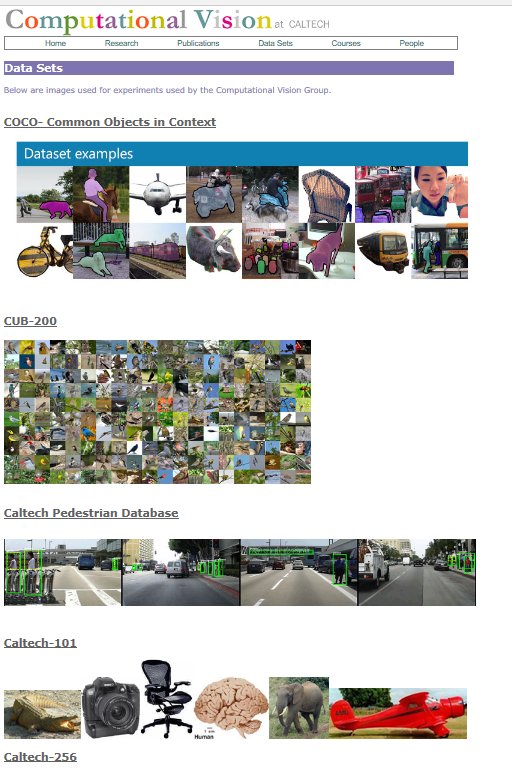 Computational Vision at CALTECH
Home Research Publications Data Sets Courses People
Data Sets
Below are images used for experiments used by the Computational Vision Group.
COCO- Common Objects in Context
Dataset examples
CUB-200
Caltech Pedestrian Database
Caltech-101
Human
Caltech-256